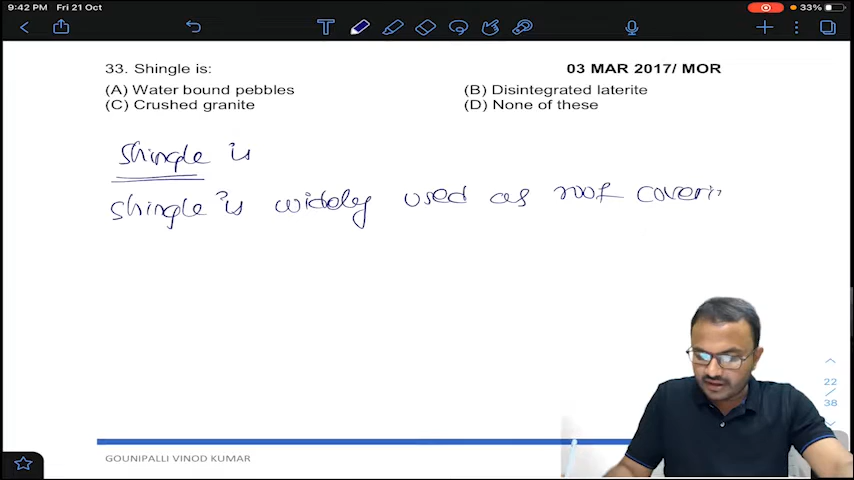 9:42 PM Fri 21 Oct
33%
T
33. Shingle is: 03 MAR 2017/ MOR
(A) Water bound pebbles (B) Disintegrated laterite
(C) Crushed granite (D) None of these
Shingle is
Shingle is widely used as roof coverin
22
/
38
GOUNIPALLI VINOD KUMAR